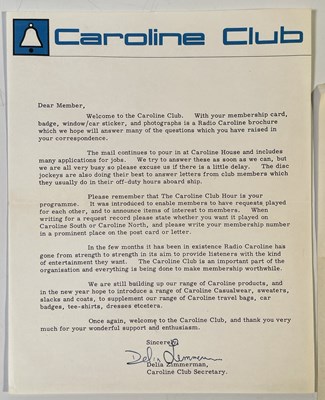 Caroline Club
Dear Member,
Welcome to the Caroline Club. With your membership card,
badge, window/car sticker, and photographs is a Radio Caroline brochure
which we hope will answer many of the questions which you have raised in
your correspondence.
The mail continues to pour in at Caroline House and includes
many applications for jobs. We try to answer these as soon as we can, but
we are all very busy so please excuse us if there is a little delay. The disc
jockeys are also doing their best to answer letters from club members which
they usually do in their off-duty hours aboard ship.
Please remember that The Caroline Club Hour is your
programme. It was introduced to enable members to have requests played
for each other, and to announce items of interest to members. When
writing for a request record please state whether you want it played on
Caroline South or Caroline North, and please write your membership number
in a prominent place on the post card or letter.
In the few months it has been in existence Radio Caroline has
gone from strength to strength in its aim to provide listeners with the kind
of entertainment they want. The Caroline Club is an important part of the
organization and everything is being done to make membership worthwhile.
We are still building up our range of Caroline products, and
in the new year hope to introduce a range of Caroline Casualwear, sweaters,
slacks and coats, to supplement our range of Caroline travel bags, car
badges, tee-shirts, dresses etcetera.
Once again, welcome to the Caroline Club, and thank you very
much for your wonderful support and enthusiasm.
Sincerely
Delia Zimmerman
Delia Zimmerman,
Caroline Club Secretary.